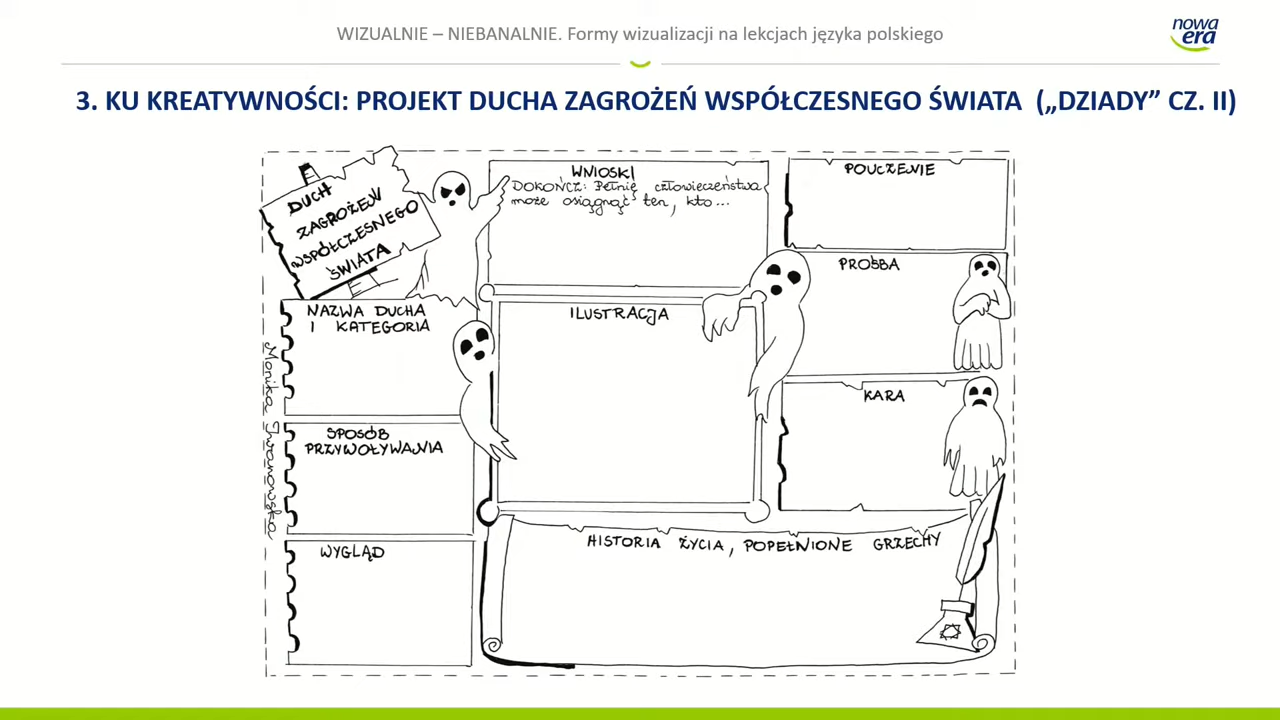 WIZUALNIE – NIEBANALNIE. Formy wizualizacji na lekcjach języka polskiego
nowa
era
3. KU KREATYWNOŚCI: PROJEKT DUCHA ZAGROŻEŃ WSPÓŁCZESNEGO ŚWIATA („DZIADY” CZ. II)
DUCH
ZAGROŻEŃ
WSPÓŁCZESNEGO
ŚWIATA
WNIOSKI
DOKOŃCZ: Pełnię człowieczeństwa
może osiągnąć ten, kto...
POUCZENIE
PROŚBA
NAZWA DUCHA
I KATEGORIA
ILUSTRACJA
KARA
SPOSÓB
PRZYWOŁYWANIA
WYGLĄD
HISTORIA ŻYCIA, POPEŁNIONE GRZECHY
Monika Iwanowska